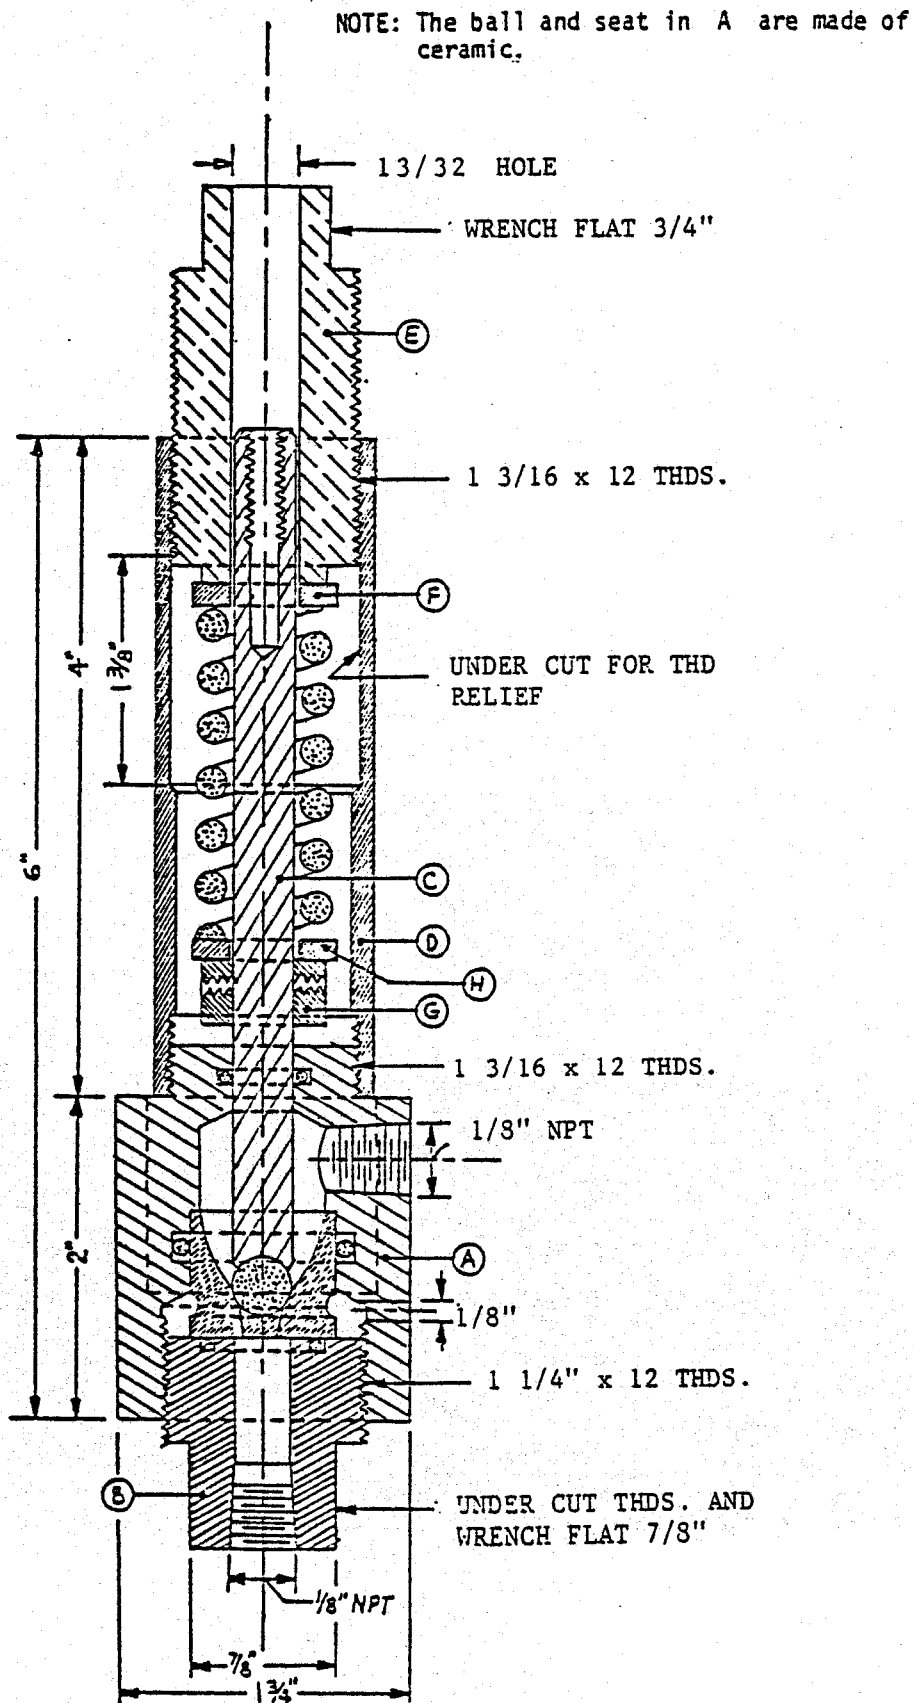 NOTE: The ball and seat in A are made of
ceramic.
13/32 HOLE
WRENCH FLAT 3/4"
E
1 3/16 x 12 THDS.
F
4"
1 3/8"
UNDER CUT FOR THD
RELIEF
6"
C
D
H
G
1 3/16 x 12 THDS.
1/8" NPT
2"
A
1/8"
1 1/4" x 12 THDS.
B
UNDER CUT THDS. AND
WRENCH FLAT 7/8"
1/8" NPT
7/8"
1 3/4"